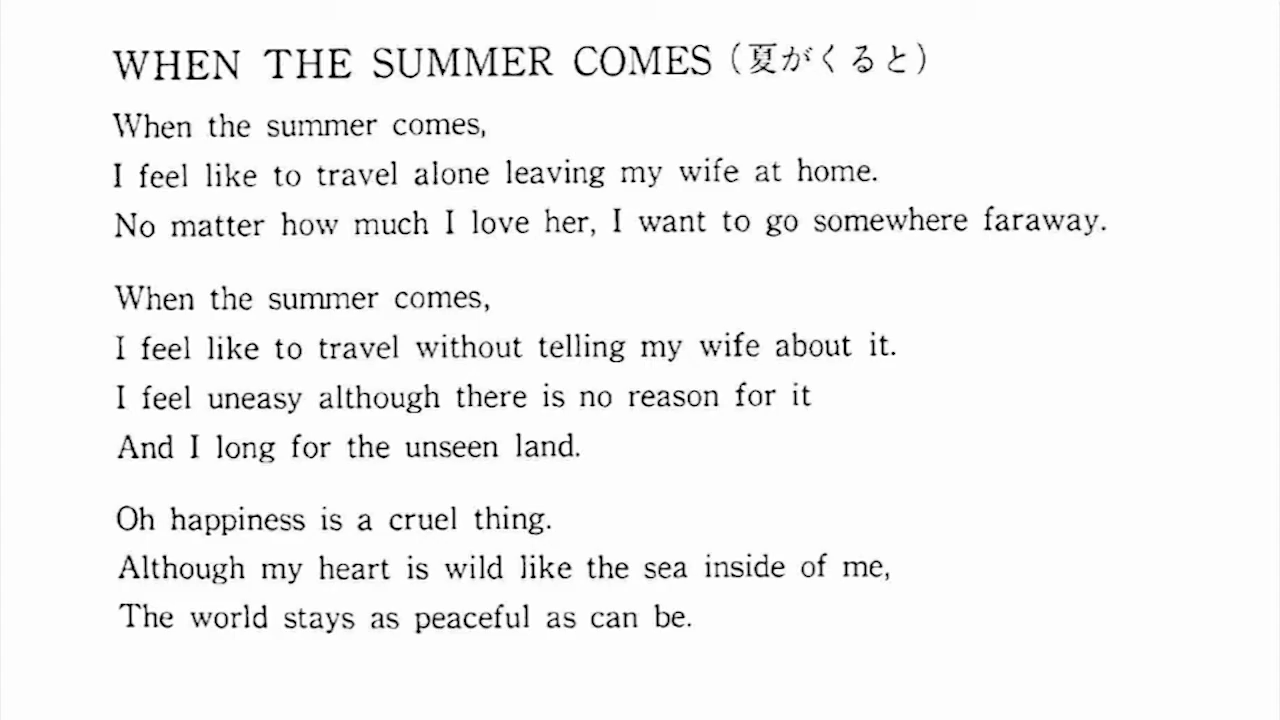 WHEN THE SUMMER COMES (夏がくると)
When the summer comes,
I feel like to travel alone leaving my wife at home.
No matter how much I love her, I want to go somewhere faraway.
When the summer comes,
I feel like to travel without telling my wife about it.
I feel uneasy although there is no reason for it
And I long for the unseen land.
Oh happiness is a cruel thing.
Although my heart is wild like the sea inside of me,
The world stays as peaceful as can be.